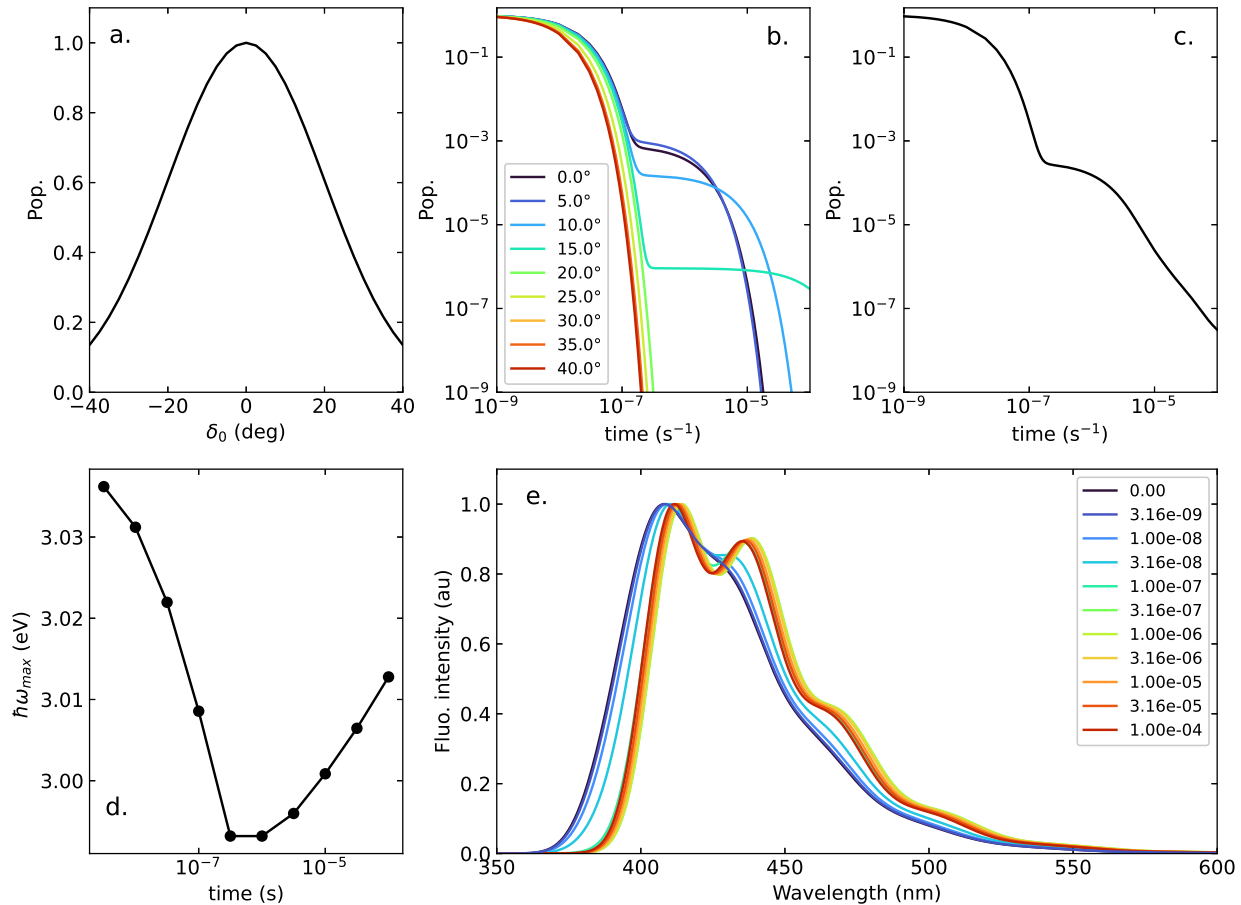 a.
1.0
0.8
0.6
0.4
0.2
0.0
Pop.
−40
−20
0
20
40
δ₀ (deg)
b.
10⁻¹
10⁻³
10⁻⁵
10⁻⁷
10⁻⁹
Pop.
0.0°
5.0°
10.0°
15.0°
20.0°
25.0°
30.0°
35.0°
40.0°
10⁻⁹
10⁻⁷
10⁻⁵
time (s⁻¹)
c.
10⁻¹
10⁻³
10⁻⁵
10⁻⁷
10⁻⁹
Pop.
10⁻⁹
10⁻⁷
10⁻⁵
time (s⁻¹)
d.
3.03
3.02
3.01
3.00
ℏω_max (eV)
10⁻⁷
10⁻⁵
time (s)
e.
1.0
0.8
0.6
0.4
0.2
0.0
Fluo. intensity (au)
0.00
3.16e-09
1.00e-08
3.16e-08
1.00e-07
3.16e-07
1.00e-06
3.16e-06
1.00e-05
3.16e-05
1.00e-04
350
400
450
500
550
600
Wavelength (nm)